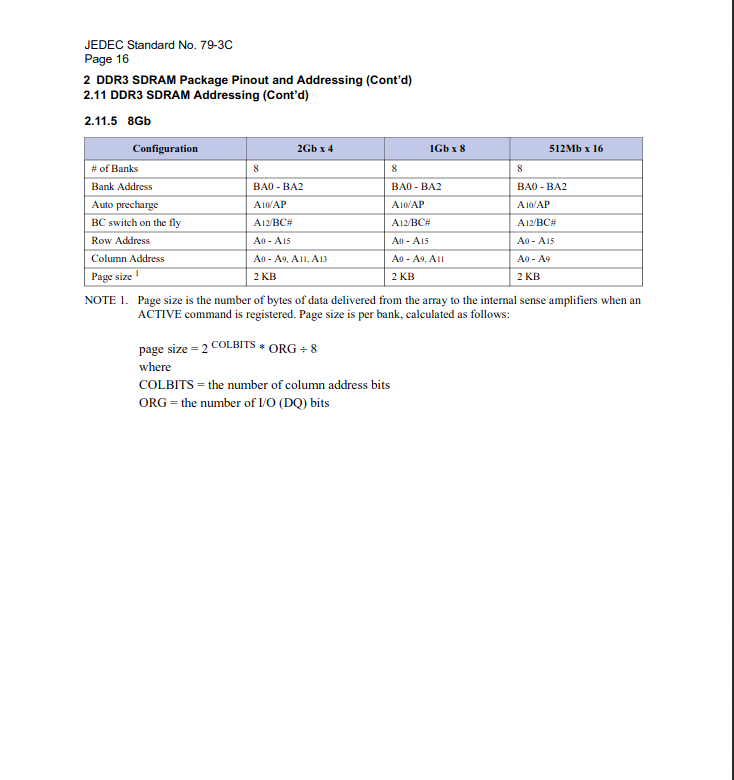 JEDEC Standard No. 79-3C
Page 16
2 DDR3 SDRAM Package Pinout and Addressing (Cont'd)
2.11 DDR3 SDRAM Addressing (Cont'd)
2.11.5 8Gb
Configuration 2Gb x 4 1Gb x 8 512Mb x 16
# of Banks 8 8 8
Bank Address BA0 - BA2 BA0 - BA2 BA0 - BA2
Auto precharge A10/AP A10/AP A10/AP
BC switch on the fly A12/BC# A12/BC# A12/BC#
Row Address A0 - A15 A0 - A15 A0 - A15
Column Address A0 - A9, A11, A13 A0 - A9, A11 A0 - A9
Page size 1 2 KB 2 KB 2 KB
NOTE 1. Page size is the number of bytes of data delivered from the array to the internal sense amplifiers when an
ACTIVE command is registered. Page size is per bank, calculated as follows:
page size = 2 COLBITS * ORG ÷ 8
where
COLBITS = the number of column address bits
ORG = the number of I/O (DQ) bits